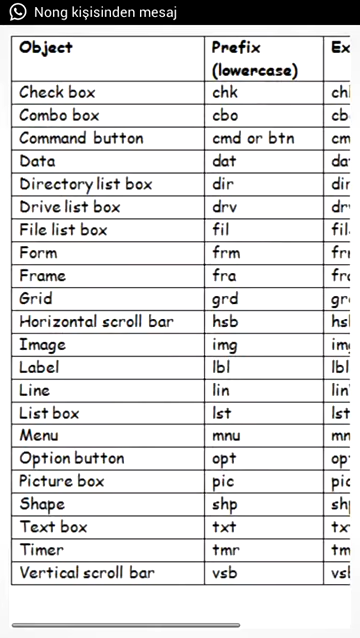 Nong kişisinden mesaj
Object Prefix (lowercase) Ex
Check box chk
Combo box cbo
Command button cmd or btn
Data dat
Directory list box dir
Drive list box drv
File list box fil
Form frm
Frame fra
Grid grd
Horizontal scroll bar hsb
Image img
Label lbl
Line lin
List box lst
Menu mnu
Option button opt
Picture box pic
Shape shp
Text box txt
Timer tmr
Vertical scroll bar vsb